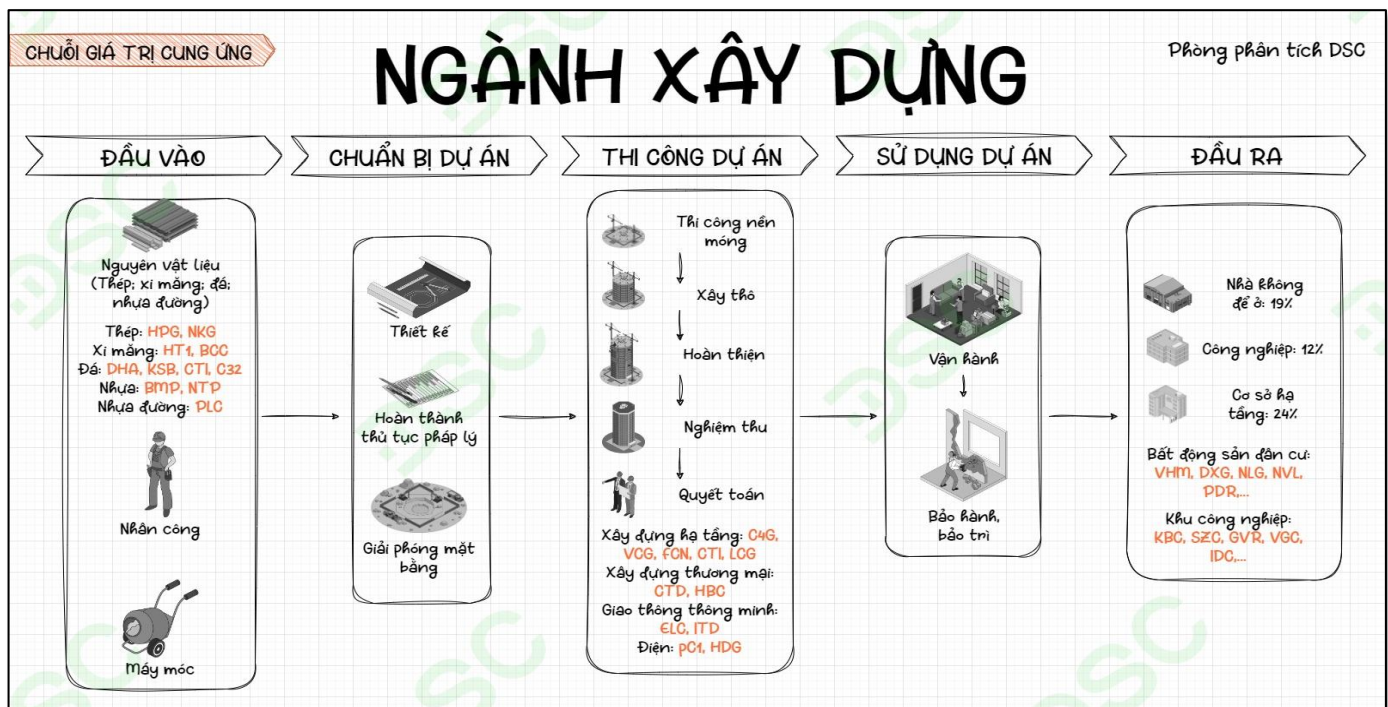 CHUỖI GIÁ TRỊ CUNG ỨNG
NGÀNH XÂY DỰNG
Phòng phân tích DSC
ĐẦU VÀO
CHUẨN BỊ DỰ ÁN
THI CÔNG DỰ ÁN
SỬ DỤNG DỰ ÁN
ĐẦU RA
Nguyên vật liệu
(Thép; xi măng; đá;
nhựa đường)
Thép: HPG, NKG
Xi măng: HT1, BCC
Đá: DHA, KSB, CTI, C32
Nhựa: BMP, NTP
Nhựa đường: PLC
Nhân công
Máy móc
Thiết kế
Hoàn thành
thủ tục pháp lý
Giải phóng mặt
bằng
Thi công nền
móng
Xây thô
Hoàn thiện
Nghiệm thu
Quyết toán
Xây dựng hạ tầng: C4G,
VCG, FCN, CTI, LCG
Xây dựng thương mại:
CTD, HBC
Giao thông thông minh:
ELC, ITD
Điện: pC1, HDG
Vận hành
Bảo hành,
bảo trì
Nhà không
để ở: 19%
Công nghiệp: 12%
Cơ sở hạ
tầng: 24%
Bất động sản dân cư:
VHM, DXG, NLG, NVL,
PDR,...
Khu công nghiệp:
KBC, SZC, GVR, VGC,
IDC,...
DSC
DSC
DSC
DSC
DSC
DSC
DSC